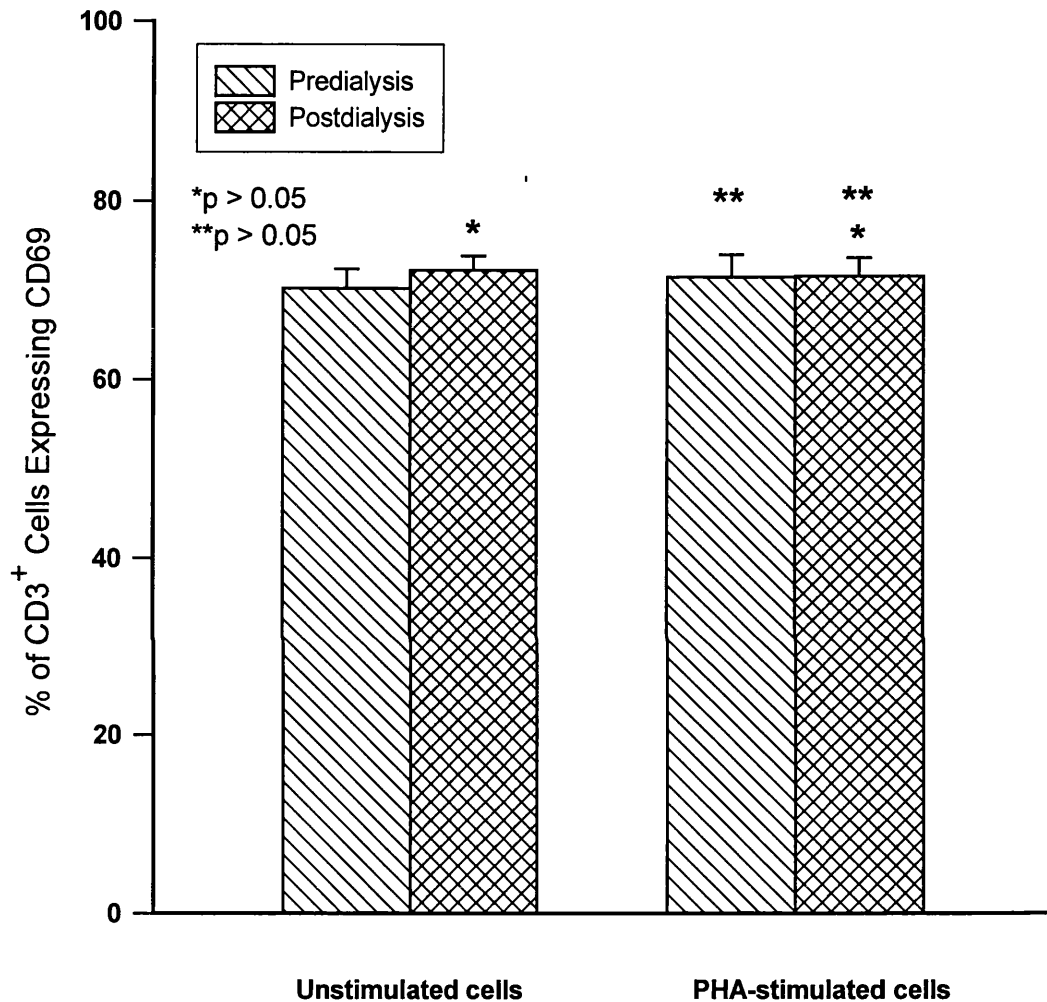 100
Predialysis
Postdialysis
*p > 0.05
**p > 0.05
80
*
**
**
*
60
40
20
0
% of CD3+ Cells Expressing CD69
Unstimulated cells
PHA-stimulated cells